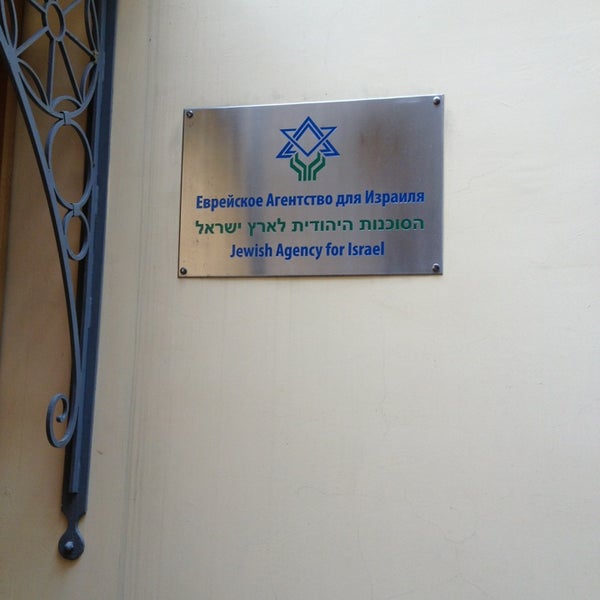 Еврейское Агентство для Израиля
הסוכנות היהודית לארץ ישראל
Jewish Agency for Israel